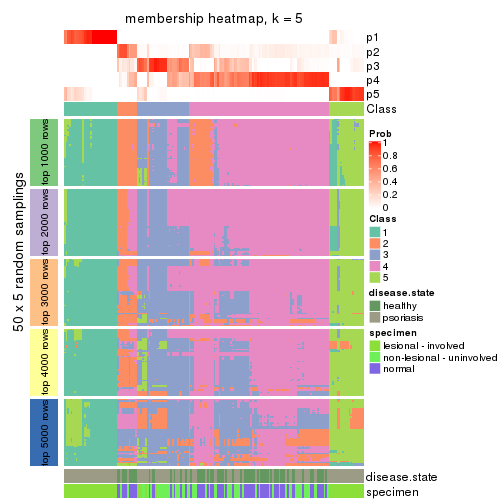 membership heatmap, k = 5
p1
p2
p3
p4
p5
Class
50 x 5 random samplings
top 1000 rows
top 2000 rows
top 3000 rows
top 4000 rows
top 5000 rows
disease.state
specimen
Prob
1
0.8
0.6
0.4
0.2
0
Class
1
2
3
4
5
disease.state
healthy
psoriasis
specimen
lesional - involved
non-lesional - uninvolved
normal